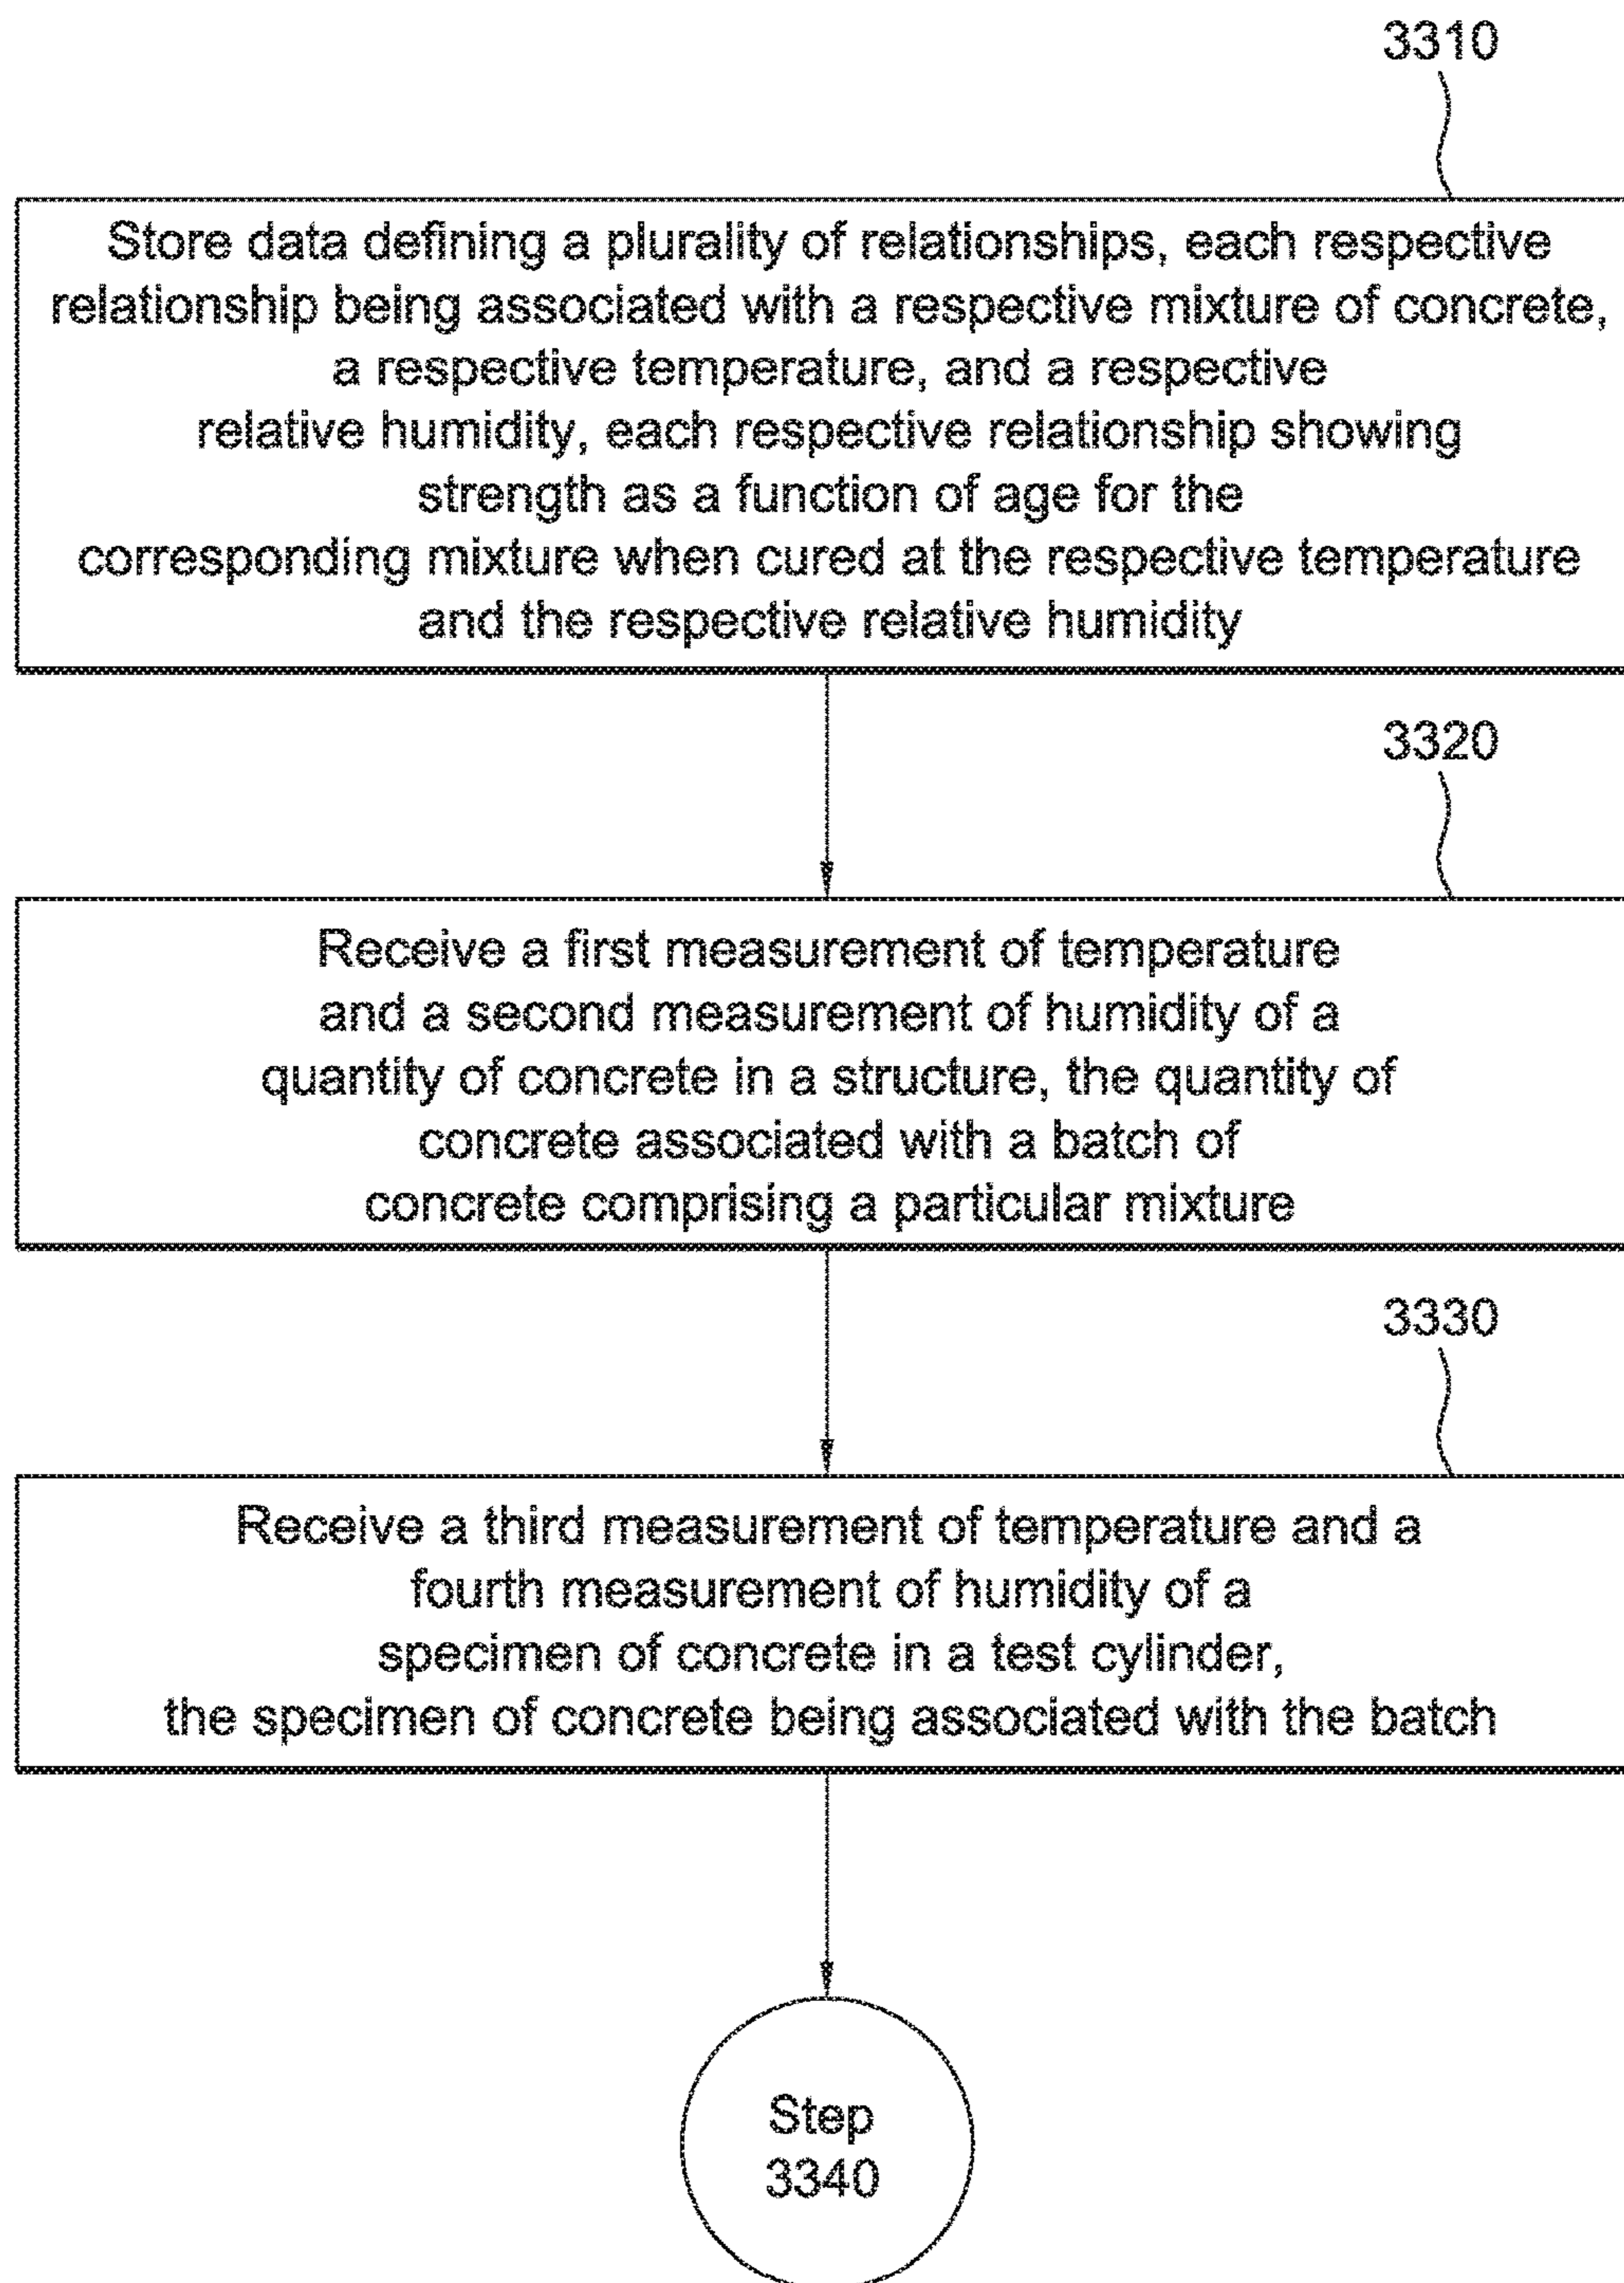 3310
Store data defining a plurality of relationships, each respective
relationship being associated with a respective mixture of concrete,
a respective temperature, and a respective
relative humidity, each respective relationship showing
strength as a function of age for the
corresponding mixture when cured at the respective temperature
and the respective relative humidity
3320
Receive a first measurement of temperature
and a second measurement of humidity of a
quantity of concrete in a structure, the quantity of
concrete associated with a batch of
concrete comprising a particular mixture
3330
Receive a third measurement of temperature and a
fourth measurement of humidity of a
specimen of concrete in a test cylinder,
the specimen of concrete being associated with the batch
Step
3340